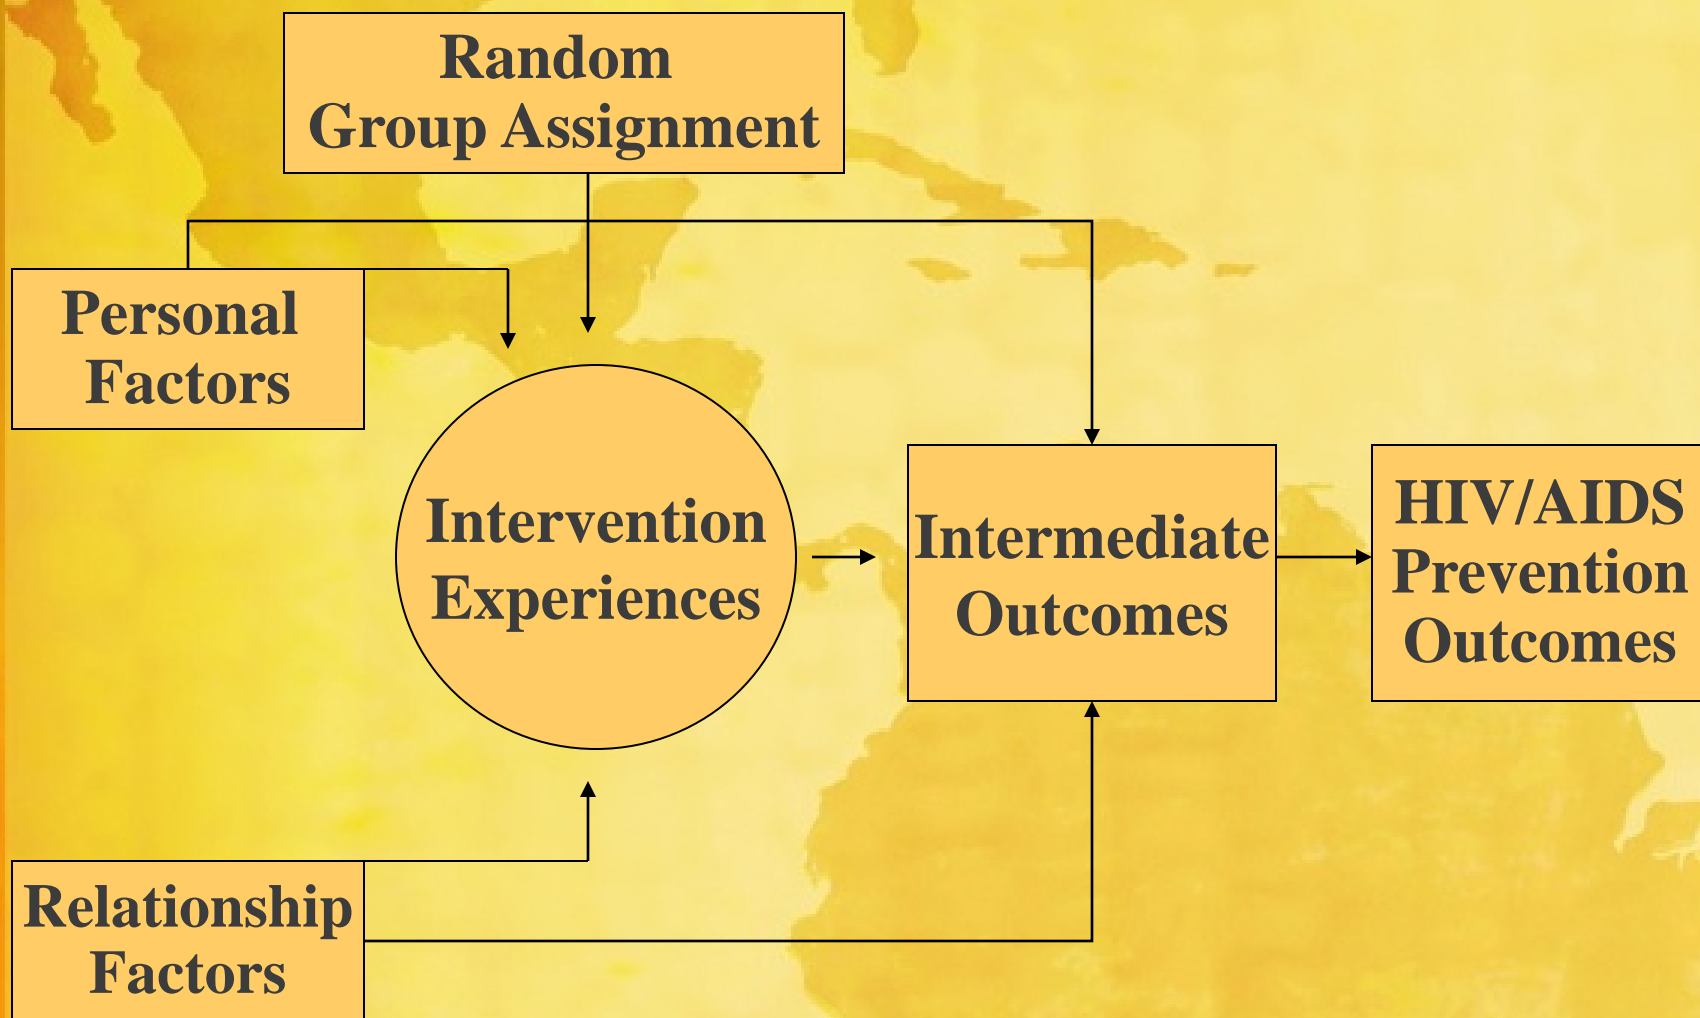 Random
Group Assignment
Personal
Factors
Intervention
Experiences
Intermediate
Outcomes
HIV/AIDS
Prevention
Outcomes
Relationship
Factors